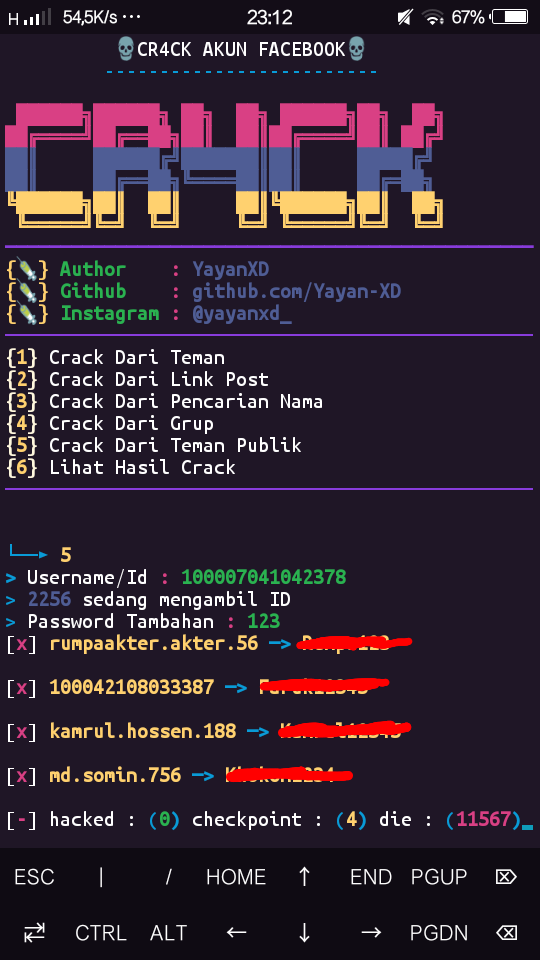 H 54,5K/s ··· 23:12 67%
CR4CK AKUN FACEBOOK
---------------------------
CR4CK
{💉} Author : YayanXD
{💉} Github : github.com/Yayan-XD
{💉} Instagram : @yayanxd_
{1} Crack Dari Teman
{2} Crack Dari Link Post
{3} Crack Dari Pencarian Nama
{4} Crack Dari Grup
{5} Crack Dari Teman Publik
{6} Lihat Hasil Crack
└──► 5
> Username/Id : 100007041042378
> 2256 sedang mengambil ID
> Password Tambahan : 123
[x] rumpaakter.akter.56 —>
[x] 100042108033387 —>
[x] kamrul.hossen.188 —>
[x] md.somin.756 —>
[-] hacked : (0) checkpoint : (4) die : (11567)_
ESC | / HOME ↑ END PGUP ⌦
⇄ CTRL ALT ← ↓ → PGDN ⌫